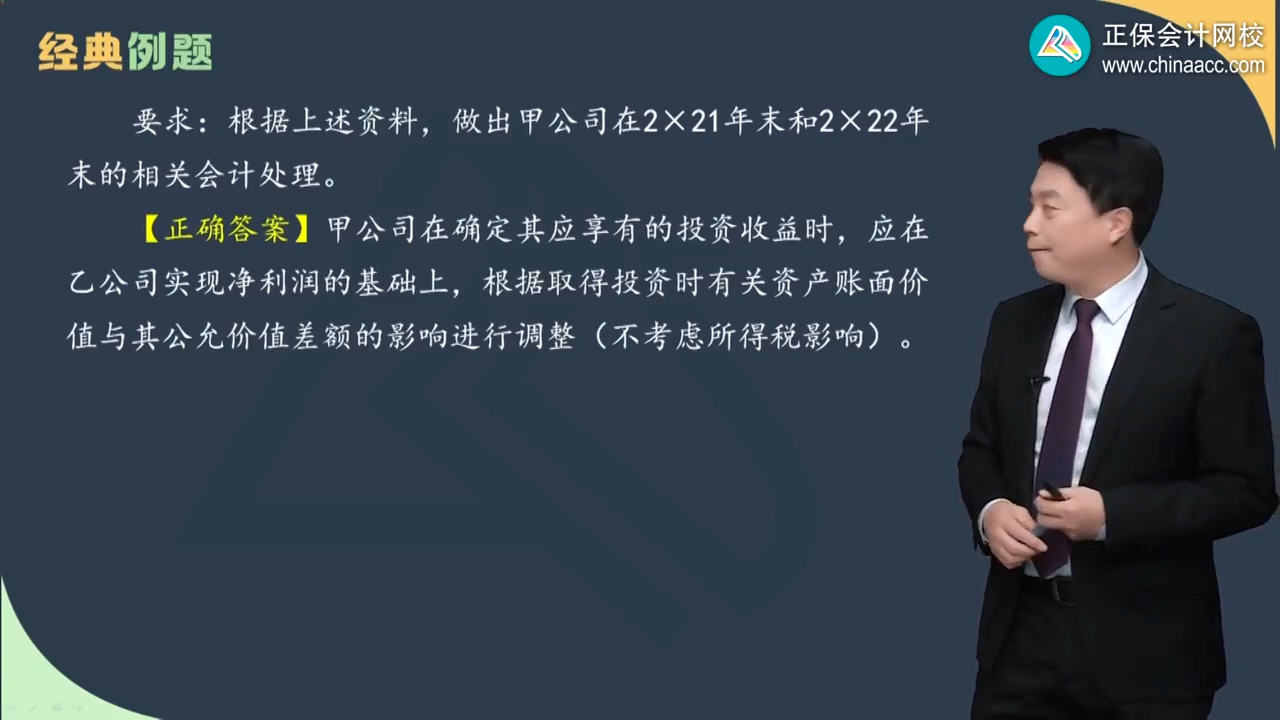 经典例题
正保会计网校
www.chinaacc.com
要求：根据上述资料，做出甲公司在2×21年末和2×22年
末的相关会计处理。
【正确答案】甲公司在确定其应享有的投资收益时，应在
乙公司实现净利润的基础上，根据取得投资时有关资产账面价
值与其公允价值差额的影响进行调整（不考虑所得税影响）。